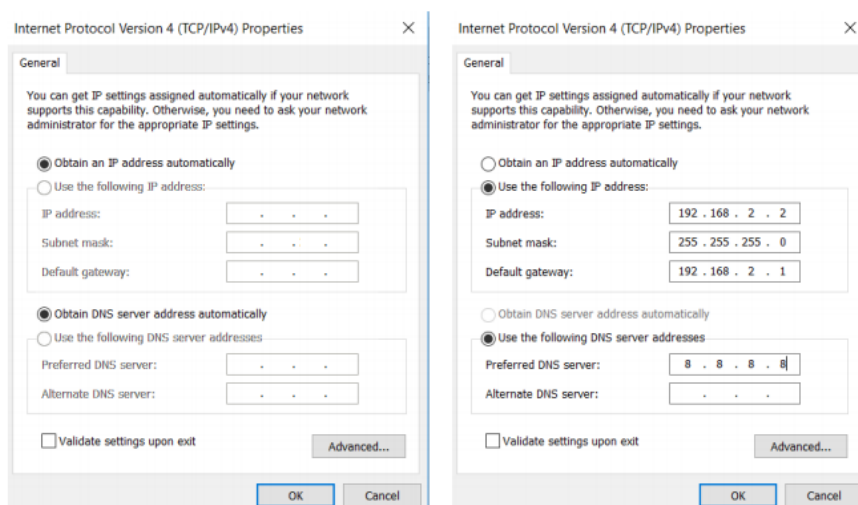 Internet Protocol Version 4 (TCP/IPv4) Properties
General
You can get IP settings assigned automatically if your network
supports this capability. Otherwise, you need to ask your network
administrator for the appropriate IP settings.
Obtain an IP address automatically
Use the following IP address:
IP address:
Subnet mask:
Default gateway:
Obtain DNS server address automatically
Use the following DNS server addresses
Preferred DNS server:
Alternate DNS server:
Validate settings upon exit
Advanced...
OK
Cancel
Internet Protocol Version 4 (TCP/IPv4) Properties
General
You can get IP settings assigned automatically if your network
supports this capability. Otherwise, you need to ask your network
administrator for the appropriate IP settings.
Obtain an IP address automatically
Use the following IP address:
IP address: 192 . 168 . 2 . 2
Subnet mask: 255 . 255 . 255 . 0
Default gateway: 192 . 168 . 2 . 1
Obtain DNS server address automatically
Use the following DNS server addresses
Preferred DNS server: 8 . 8 . 8 . 8
Alternate DNS server:
Validate settings upon exit
Advanced...
OK
Cancel